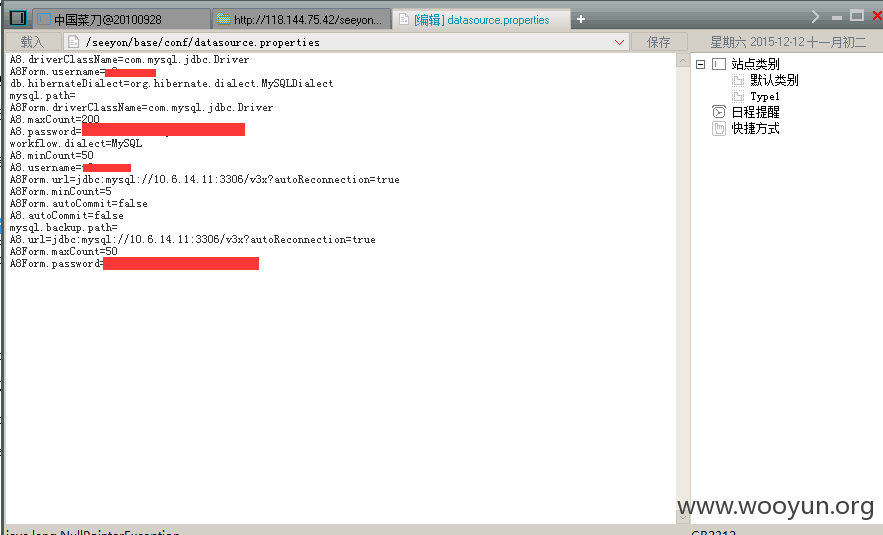 中国菜刀@20100928
http://118.144.75.42/seeyon...
[编辑] datasource.properties
载入
/seeyon/base/conf/datasource.properties
保存
星期六 2015-12-12 十一月初二
A8.driverClassName=com.mysql.jdbc.Driver
A8Form.username=
db.hibernateDialect=org.hibernate.dialect.MySQLDialect
mysql.path=
A8Form.driverClassName=com.mysql.jdbc.Driver
A8.maxCount=200
A8.password=
workflow.dialect=MySQL
A8.minCount=50
A8.username=
A8Form.url=jdbc:mysql://10.6.14.11:3306/v3x?autoReconnection=true
A8Form.minCount=5
A8Form.autoCommit=false
A8.autoCommit=false
mysql.backup.path=
A8.url=jdbc:mysql://10.6.14.11:3306/v3x?autoReconnection=true
A8Form.maxCount=50
A8Form.password=
站点类别
默认类别
Type1
日程提醒
快捷方式
www.wooyun.org
java.lang.NullPointerException
GB2312